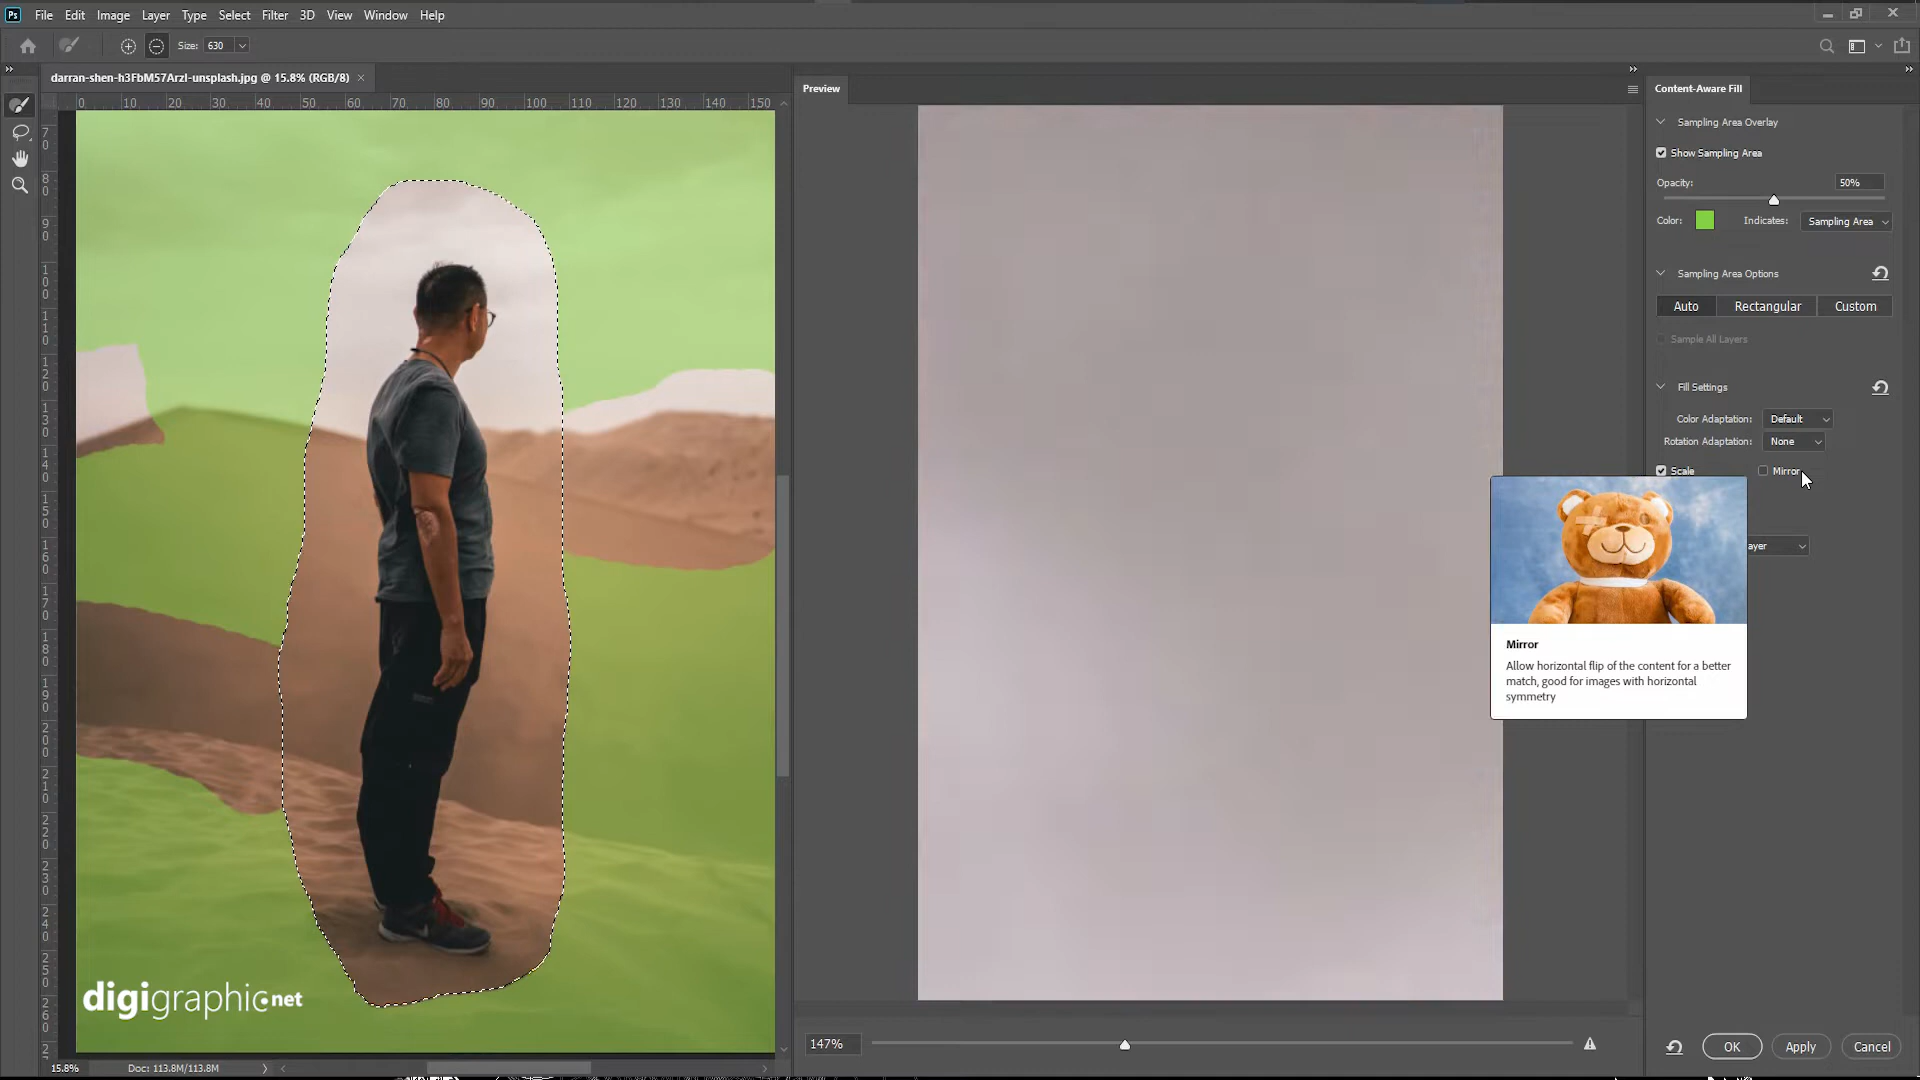 Ps File Edit Image Layer Type Select Filter 3D View Window Help
Size: 630
darran-shen-h3FbM57ArzI-unsplash.jpg @ 15.8% (RGB/8)
0 10 20 30 40 50 60 70 80 90 100 110 120 130 140 150
70
80
90
100
110
120
130
140
150
160
170
180
190
200
210
220
230
240
250
260
digigraphic.net
15.8% Doc: 113.8M/113.8M
Preview
147%
Content-Aware Fill
Sampling Area Overlay
Show Sampling Area
Opacity: 50%
Color: Indicates: Sampling Area
Sampling Area Options
Auto Rectangular Custom
Sample All Layers
Fill Settings
Color Adaptation: Default
Rotation Adaptation: None
Scale Mirror
ayer
Mirror
Allow horizontal flip of the content for a better
match, good for images with horizontal
symmetry
OK Apply Cancel